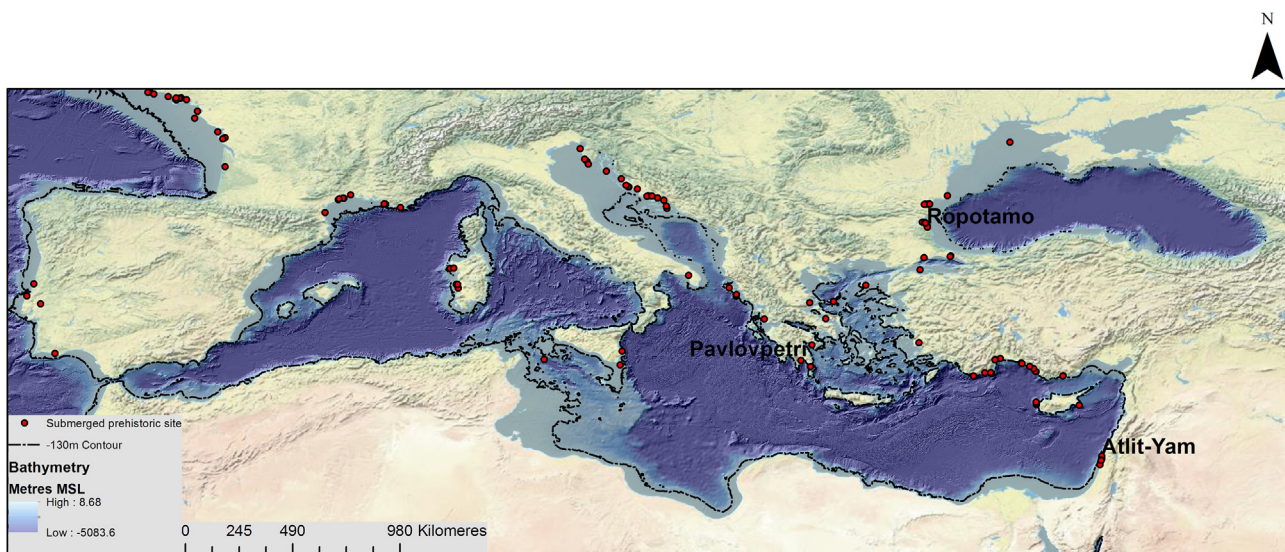 N
Ropotamo
Pavlovpetri
Atlit-Yam
Submerged prehistoric site
-130m Contour
Bathymetry
Metres MSL
High : 8.68
Low : -5083.6
0 245 490 980 Kilomeres